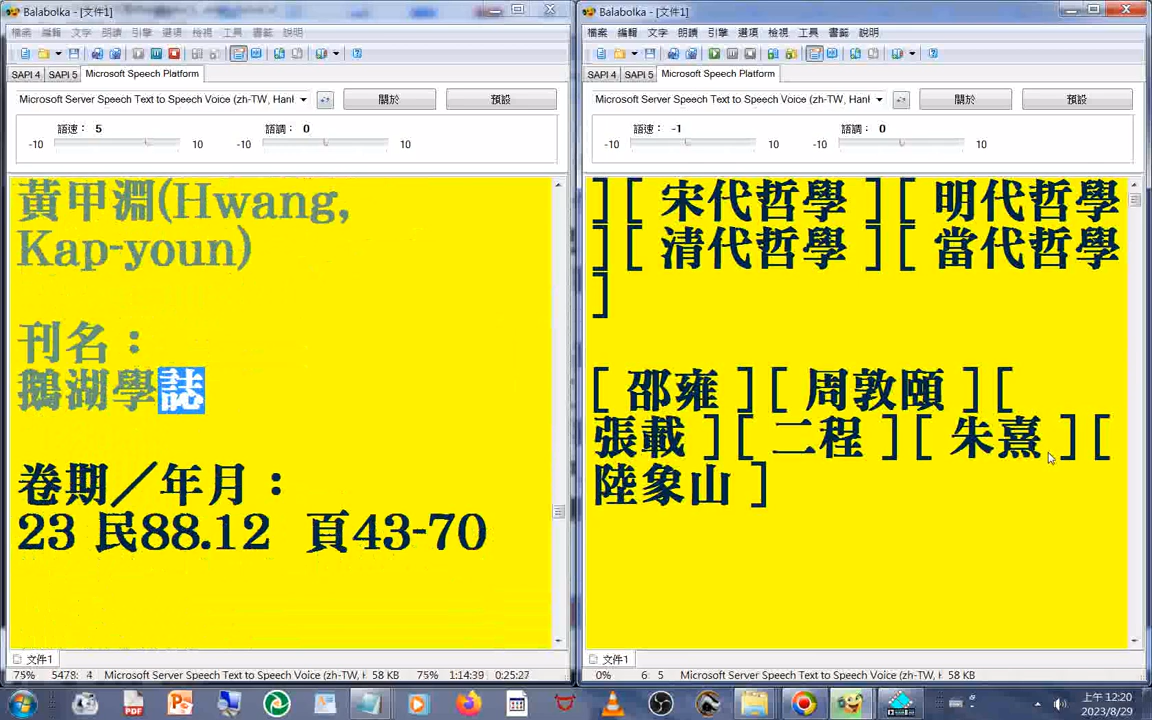 Balabolka - [文件1]
檔案 編輯 文字 朗讀 引擎 選項 檢視 工具 書籤 說明
SAPI 4 SAPI 5 Microsoft Speech Platform
Microsoft Server Speech Text to Speech Voice (zh-TW, Hanl
關於
預設
語速： 5
語調： 0
-10 10 -10 10
黃甲淵(Hwang,
Kap-youn)
刊名：
鵝湖學誌
卷期／年月：
23 民88.12 頁43-70
文件1
75% 5478: 4 Microsoft Server Speech Text to Speech Voice (zh-TW, H 58 KB 75% 1:14:39 0:25:27
Balabolka - [文件1]
檔案 編輯 文字 朗讀 引擎 選項 檢視 工具 書籤 說明
SAPI 4 SAPI 5 Microsoft Speech Platform
Microsoft Server Speech Text to Speech Voice (zh-TW, Hanl
關於
預設
語速： -1
語調： 0
-10 10 -10 10
][ 宋代哲學 ][ 明代哲學
][ 清代哲學 ][ 當代哲學
]
[ 邵雍 ][ 周敦頤 ][
張載 ][ 二程 ][ 朱熹 ][
陸象山 ]
文件1
0% 6: 5 Microsoft Server Speech Text to Speech Voice (zh-TW, H 58 KB
上午 12:20
2023/8/29